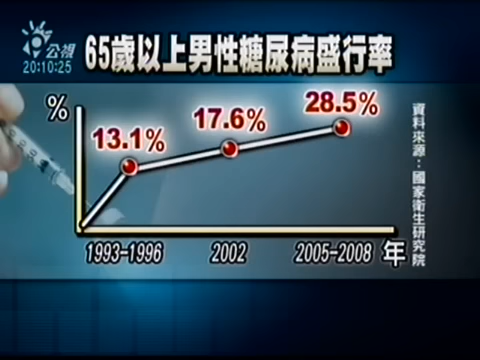 公視
20:10:25
65歲以上男性糖尿病盛行率
%
13.1%
17.6%
28.5%
1993-1996
2002
2005-2008
年
資料來源：國家衛生研究院